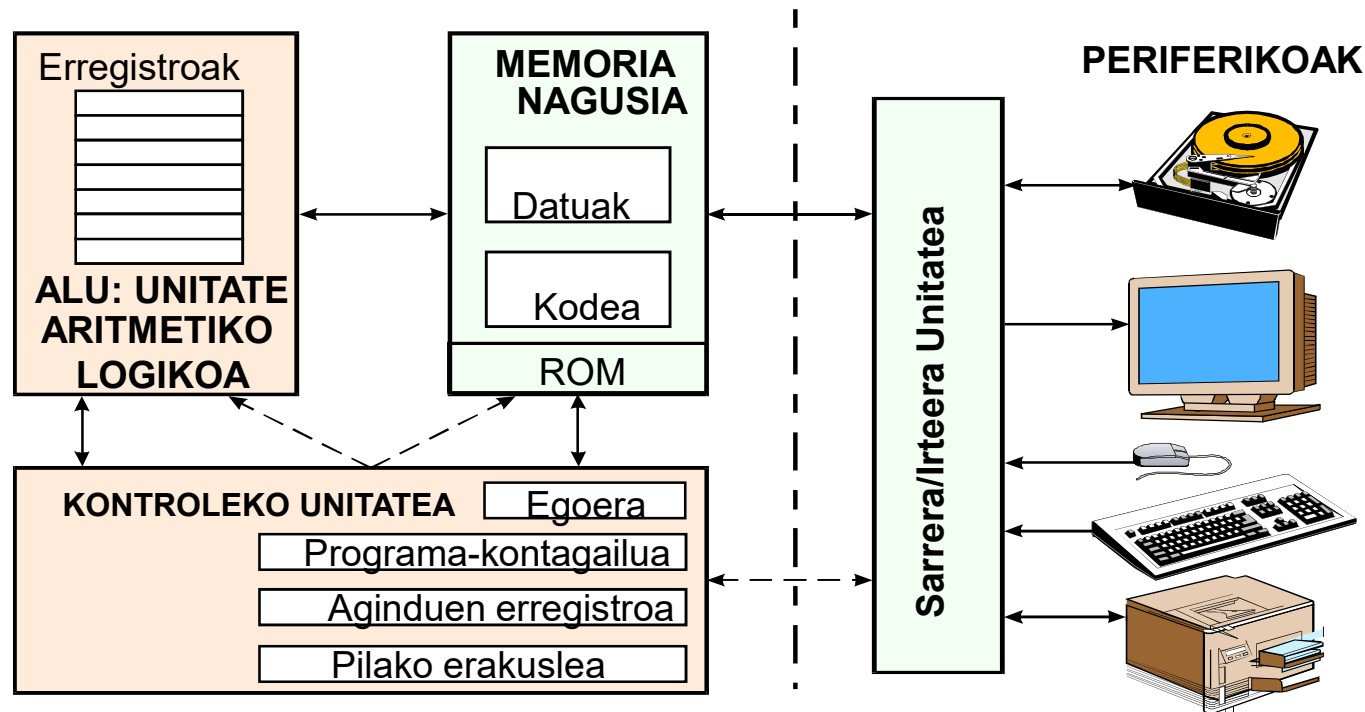 Erregistroak
ALU: UNITATE
ARITMETIKO
LOGIKOA
MEMORIA
NAGUSIA
Datuak
Kodea
ROM
KONTROLEKO UNITATEA
Egoera
Programa-kontagailua
Aginduen erregistroa
Pilako erakuslea
Sarrera/Irteera Unitatea
PERIFERIKOAK